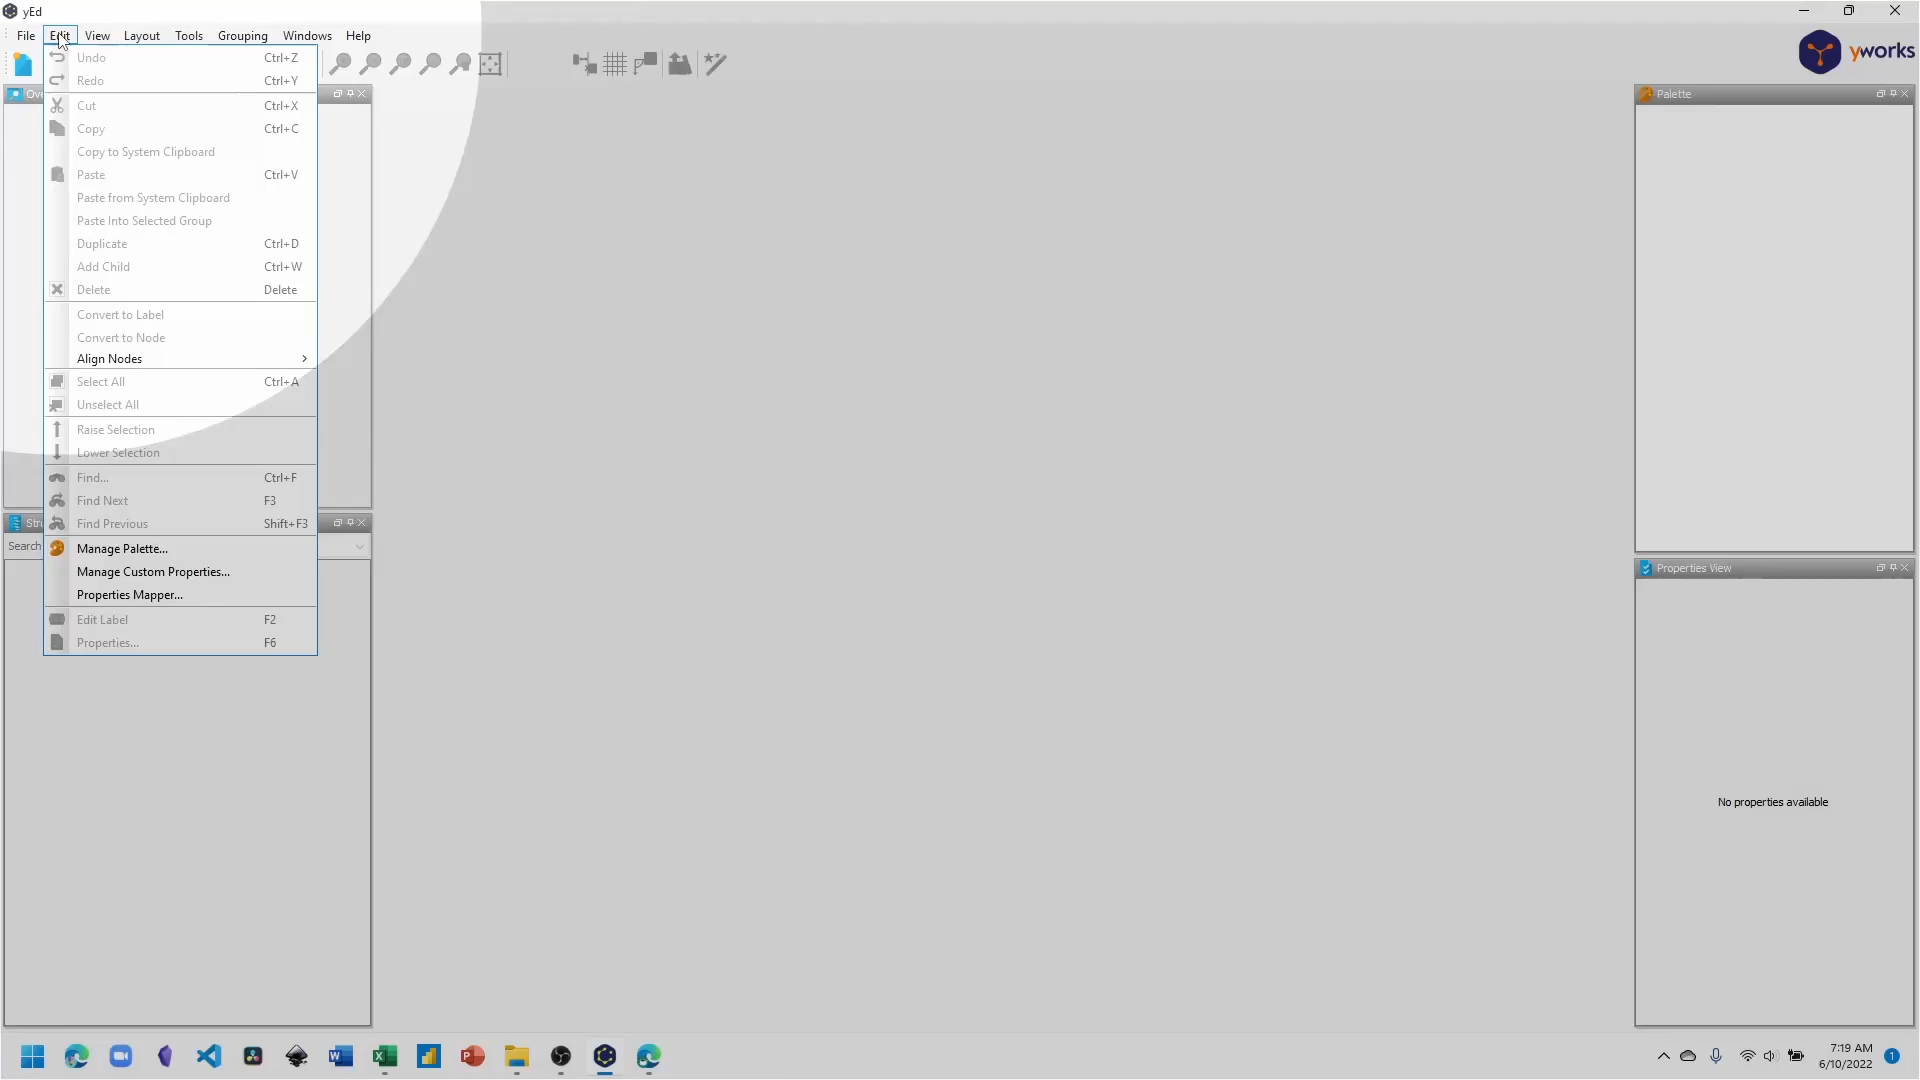 yEd
File Edit View Layout Tools Grouping Windows Help
yworks
Undo Ctrl+Z
Redo Ctrl+Y
Cut Ctrl+X
Copy Ctrl+C
Copy to System Clipboard
Paste Ctrl+V
Paste from System Clipboard
Paste Into Selected Group
Duplicate Ctrl+D
Add Child Ctrl+W
Delete Delete
Convert to Label
Convert to Node
Align Nodes
Select All Ctrl+A
Unselect All
Raise Selection
Lower Selection
Find... Ctrl+F
Find Next F3
Find Previous Shift+F3
Manage Palette...
Manage Custom Properties...
Properties Mapper...
Edit Label F2
Properties... F6
Ov
Str
Search
Palette
Properties View
No properties available
7:19 AM
6/10/2022
1